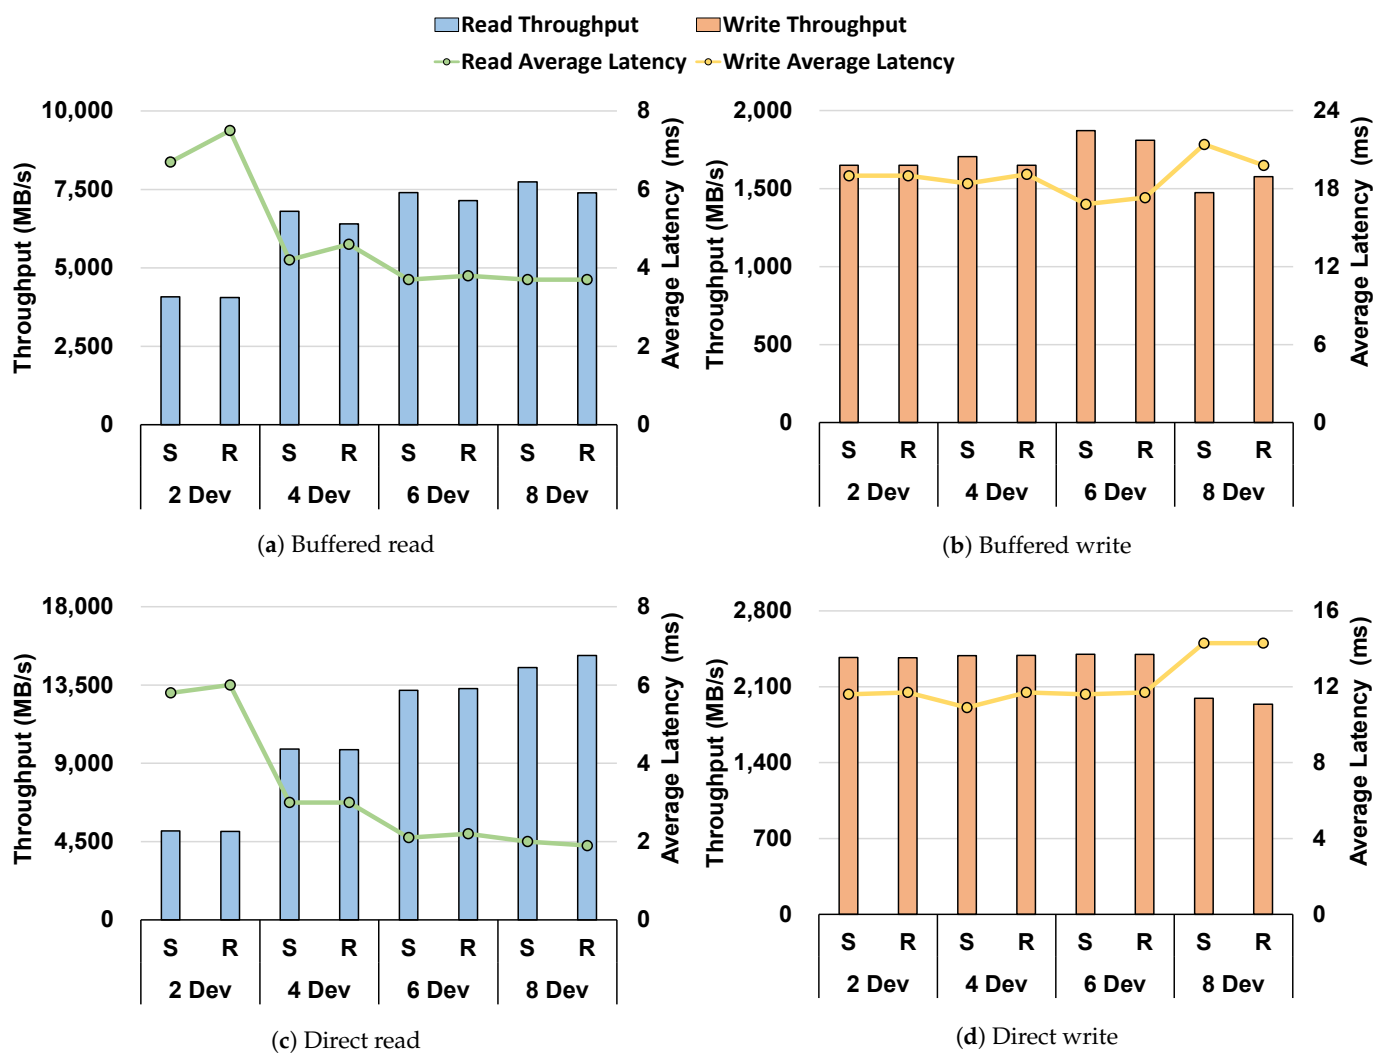 Read Throughput Write Throughput
Read Average Latency Write Average Latency
10,000
7,500
5,000
2,500
0
Throughput (MB/s)
8
6
4
2
0
Average Latency (ms)
S R S R S R S R
2 Dev 4 Dev 6 Dev 8 Dev
(a) Buffered read
2,000
1,500
1,000
500
0
Throughput (MB/s)
24
18
12
6
0
Average Latency (ms)
S R S R S R S R
2 Dev 4 Dev 6 Dev 8 Dev
(b) Buffered write
18,000
13,500
9,000
4,500
0
Throughput (MB/s)
8
6
4
2
0
Average Latency (ms)
S R S R S R S R
2 Dev 4 Dev 6 Dev 8 Dev
(c) Direct read
2,800
2,100
1,400
700
0
Throughput (MB/s)
16
12
8
4
0
Average Latency (ms)
S R S R S R S R
2 Dev 4 Dev 6 Dev 8 Dev
(d) Direct write